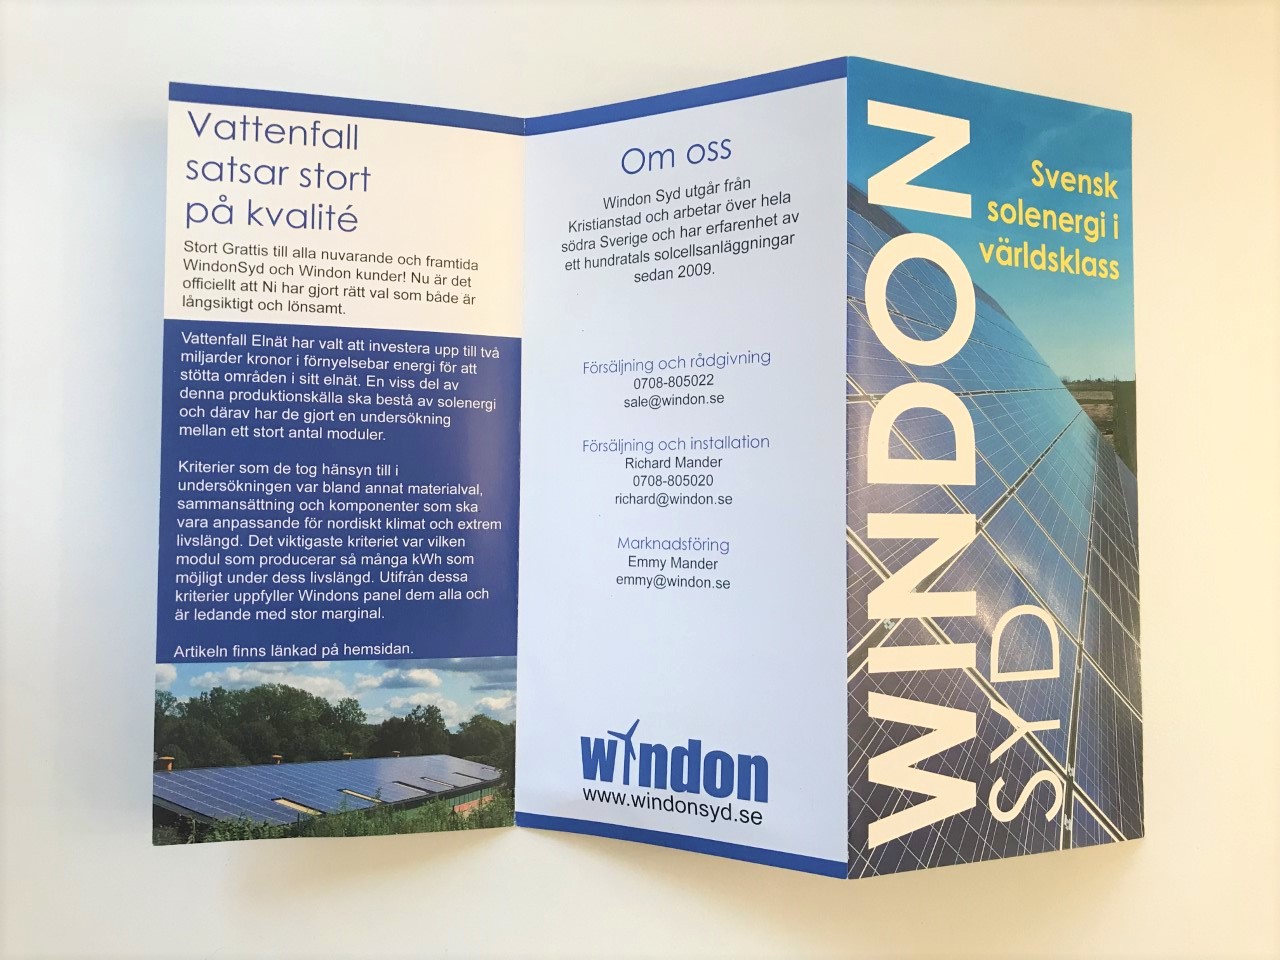 Vattenfall
satsar stort
på kvalité
Stort Grattis till alla nuvarande och framtida
WindonSyd och Windon kunder! Nu är det
officiellt att Ni har gjort rätt val som både är
långsiktigt och lönsamt.
Vattenfall Elnät har valt att investera upp till två
miljarder kronor i förnyelsebar energi för att
stötta områden i sitt elnät. En viss del av
denna produktionskälla ska bestå av solenergi
och därav har de gjort en undersökning
mellan ett stort antal moduler.
Kriterier som de tog hänsyn till i
undersökningen var bland annat materialval,
sammansättning och komponenter som ska
vara anpassande för nordiskt klimat och extrem
livslängd. Det viktigaste kriteriet var vilken
modul som producerar så många kWh som
möjligt under dess livslängd. Utifrån dessa
kriterier uppfyller Windons panel dem alla och
är ledande med stor marginal.
Artikeln finns länkad på hemsidan.
Om oss
Windon Syd utgår från
Kristianstad och arbetar över hela
södra Sverige och har erfarenhet av
ett hundratals solcellsanläggningar
sedan 2009.
Försäljning och rådgivning
0708-805022
sale@windon.se
Försäljning och installation
Richard Mander
0708-805020
richard@windon.se
Marknadsföring
Emmy Mander
emmy@windon.se
windon
www.windonsyd.se
WINDON
SYD
Svensk
solenergi i
världsklass